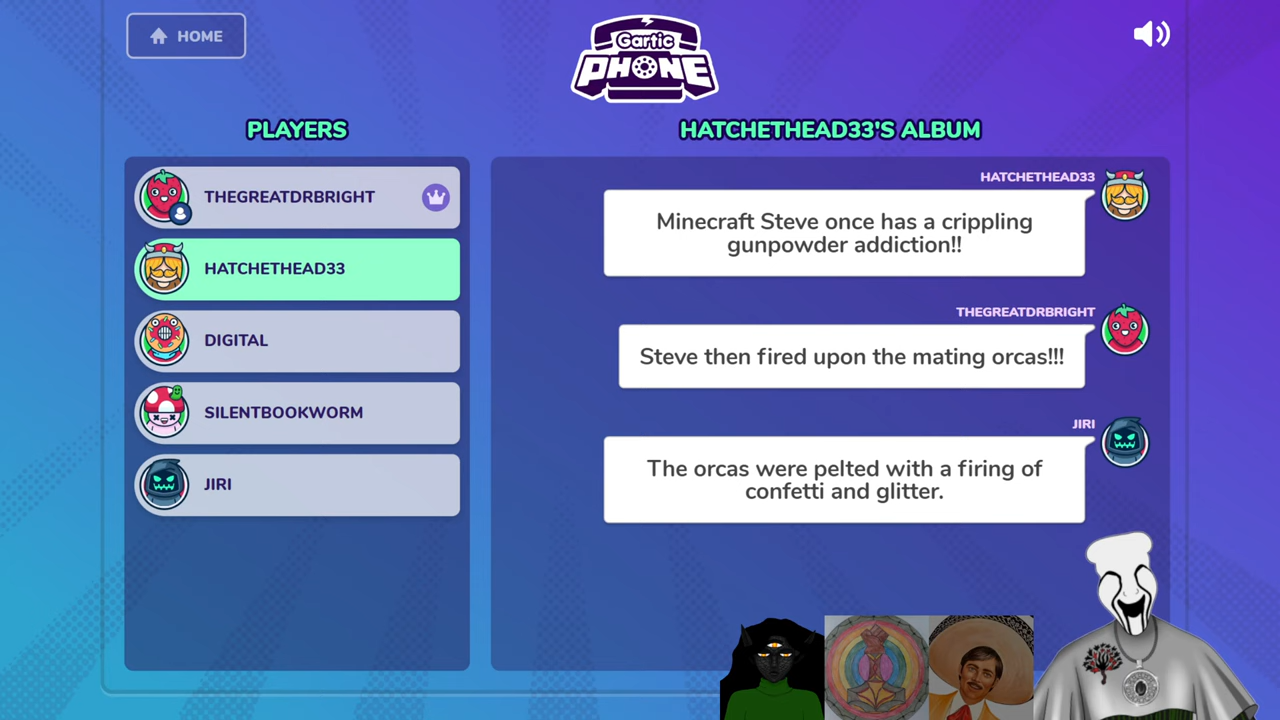 HOME
Gartic
PHONE
PLAYERS
THEGREATDRBRIGHT
HATCHETHEAD33
DIGITAL
SILENTBOOKWORM
JIRI
HATCHETHEAD33'S ALBUM
HATCHETHEAD33
Minecraft Steve once has a crippling
gunpowder addiction!!
THEGREATDRBRIGHT
Steve then fired upon the mating orcas!!!
JIRI
The orcas were pelted with a firing of
confetti and glitter.